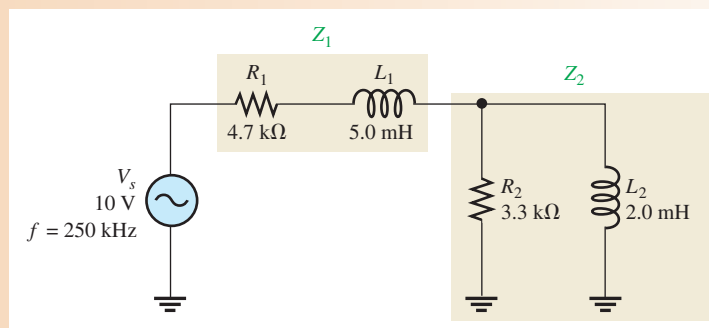 Z1
R1
L1
4.7 kΩ
5.0 mH
Z2
Vs
10 V
f = 250 kHz
R2
3.3 kΩ
L2
2.0 mH